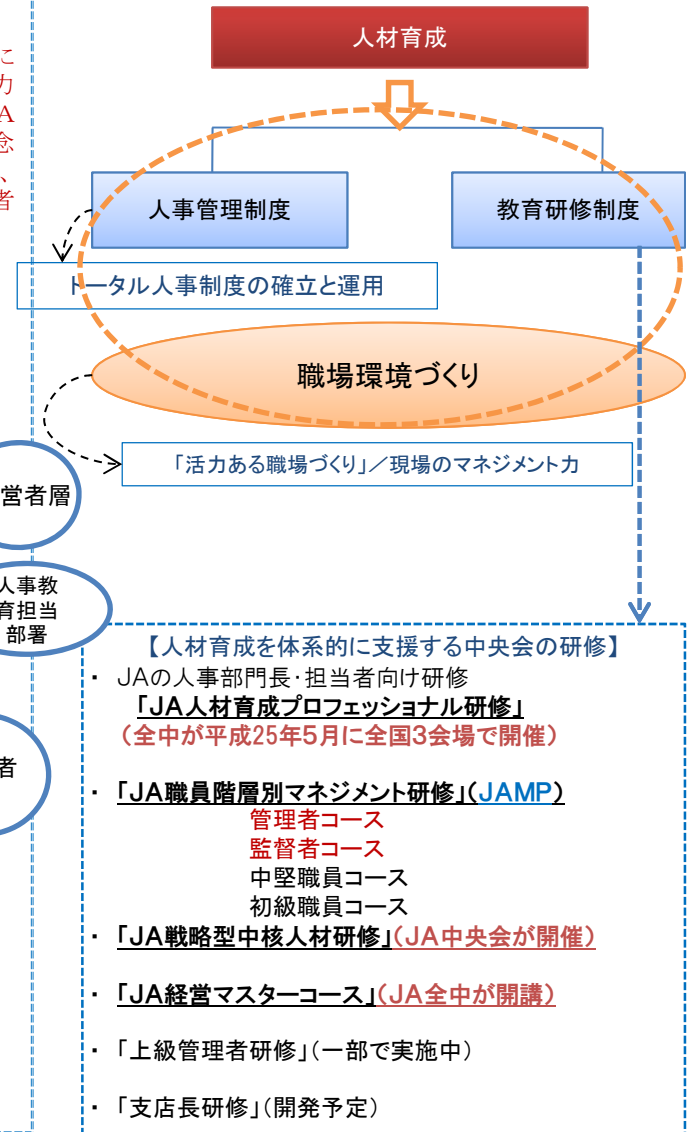 人材育成
に
力
A
念
、
者
人事管理制度
教育研修制度
トータル人事制度の確立と運用
職場環境づくり
「活力ある職場づくり」／現場のマネジメント力
営者層
人事教
育担当
部署
者
【人材育成を体系的に支援する中央会の研修】
・ JAの人事部門長・担当者向け研修
「JA人材育成プロフェッショナル研修」
（全中が平成25年５月に全国３会場で開催）
・ 「JA職員階層別マネジメント研修」（JAMP）
管理者コース
監督者コース
中堅職員コース
初級職員コース
・ 「JA戦略型中核人材研修」（JA中央会が開催）
・ 「JA経営マスターコース」（JA全中が開講）
・ 「上級管理者研修」（一部で実施中）
・ 「支店長研修」（開発予定）